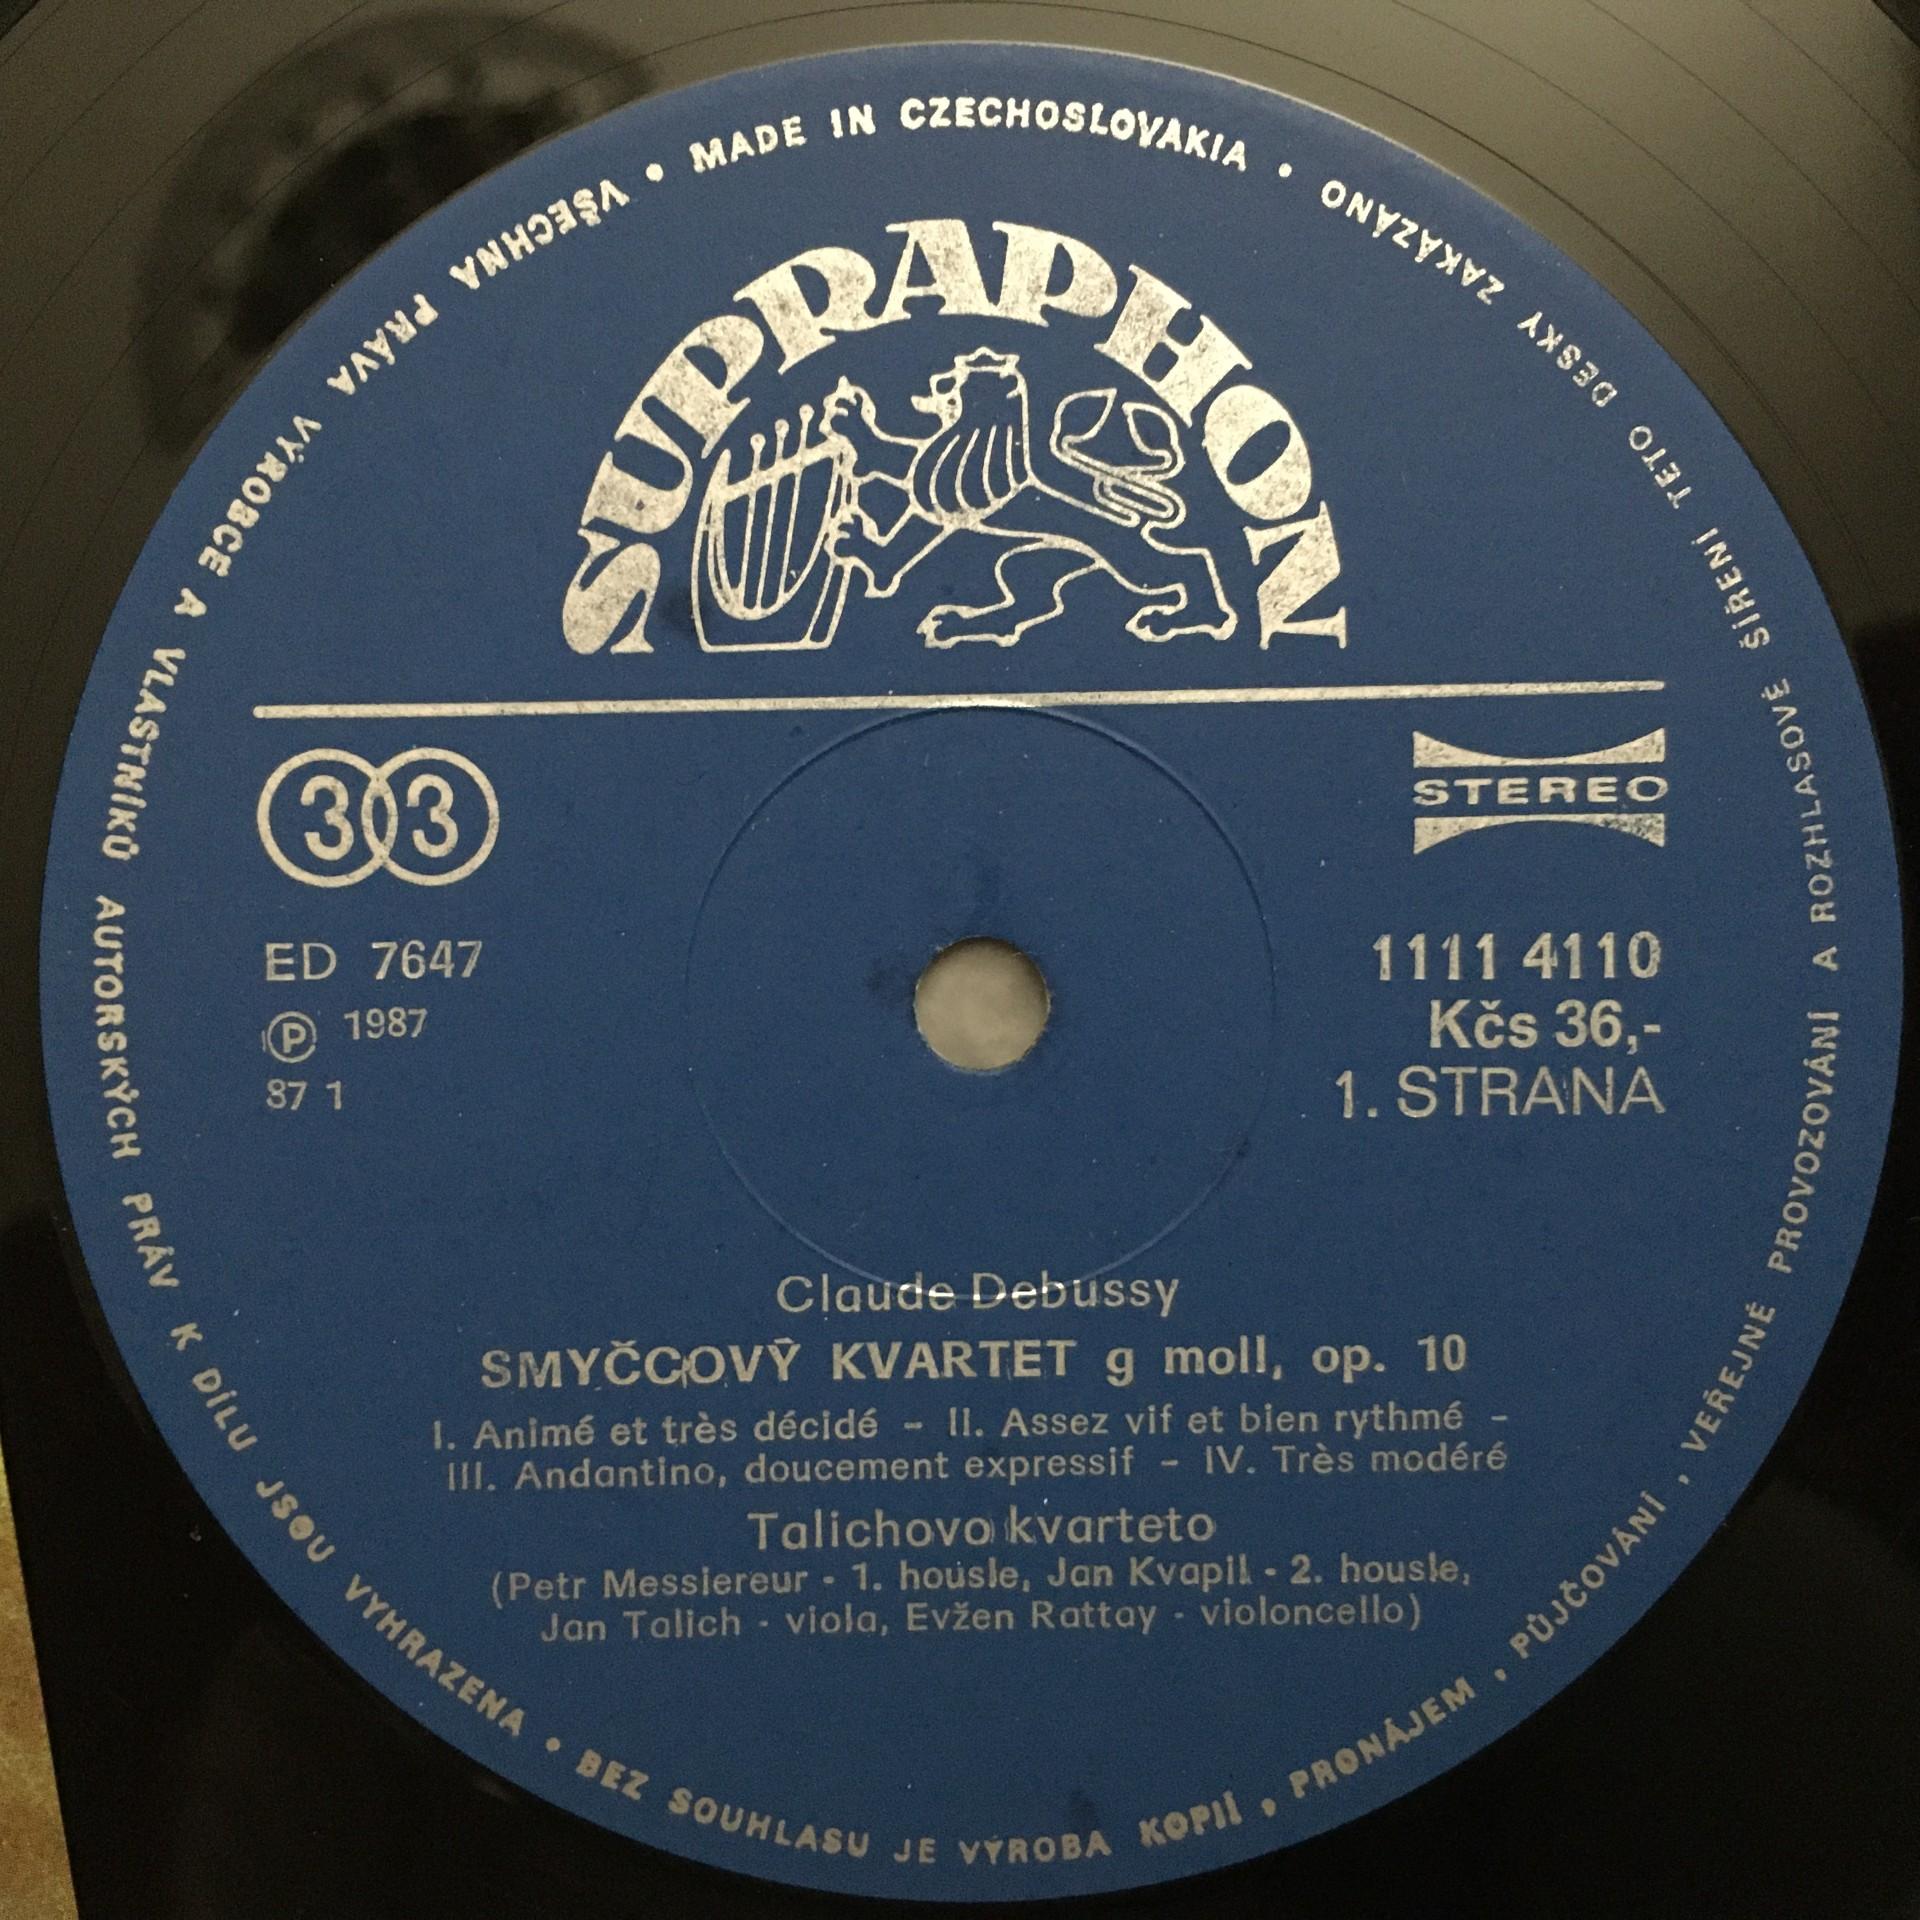 MADE IN CZECHOSLOVAKIA •
VŠECHNA PRÁVA VÝROBCE A VLASTNÍKŮ AUTORSKÝCH PRÁV K DÍLU JSOU VYHRAZENA • BEZ SOUHLASU JE VÝROBA KOPIÍ , PRONÁJEM , PŮJČOVÁNÍ , VEŘEJNÉ PROVOZOVÁNÍ A ROZHLASOVÉ ŠÍŘENÍ TETO DESKY ZAKÁZÁNO •
SUPRAPHON
33
STEREO
ED 7647
Ⓟ 1987
87 1
1111 4110
Kčs 36,-
1. STRANA
Claude Debussy
SMYČCOVÝ KVARTET g moll, op. 10
I. Animé et très décidé – II. Assez vif et bien rythmé –
III. Andantino, doucement expressif – IV. Très modéré
Talichovo kvarteto
(Petr Messiereur - 1. housle, Jan Kvapil - 2. housle,
Jan Talich - viola, Evžen Rattay - violoncello)